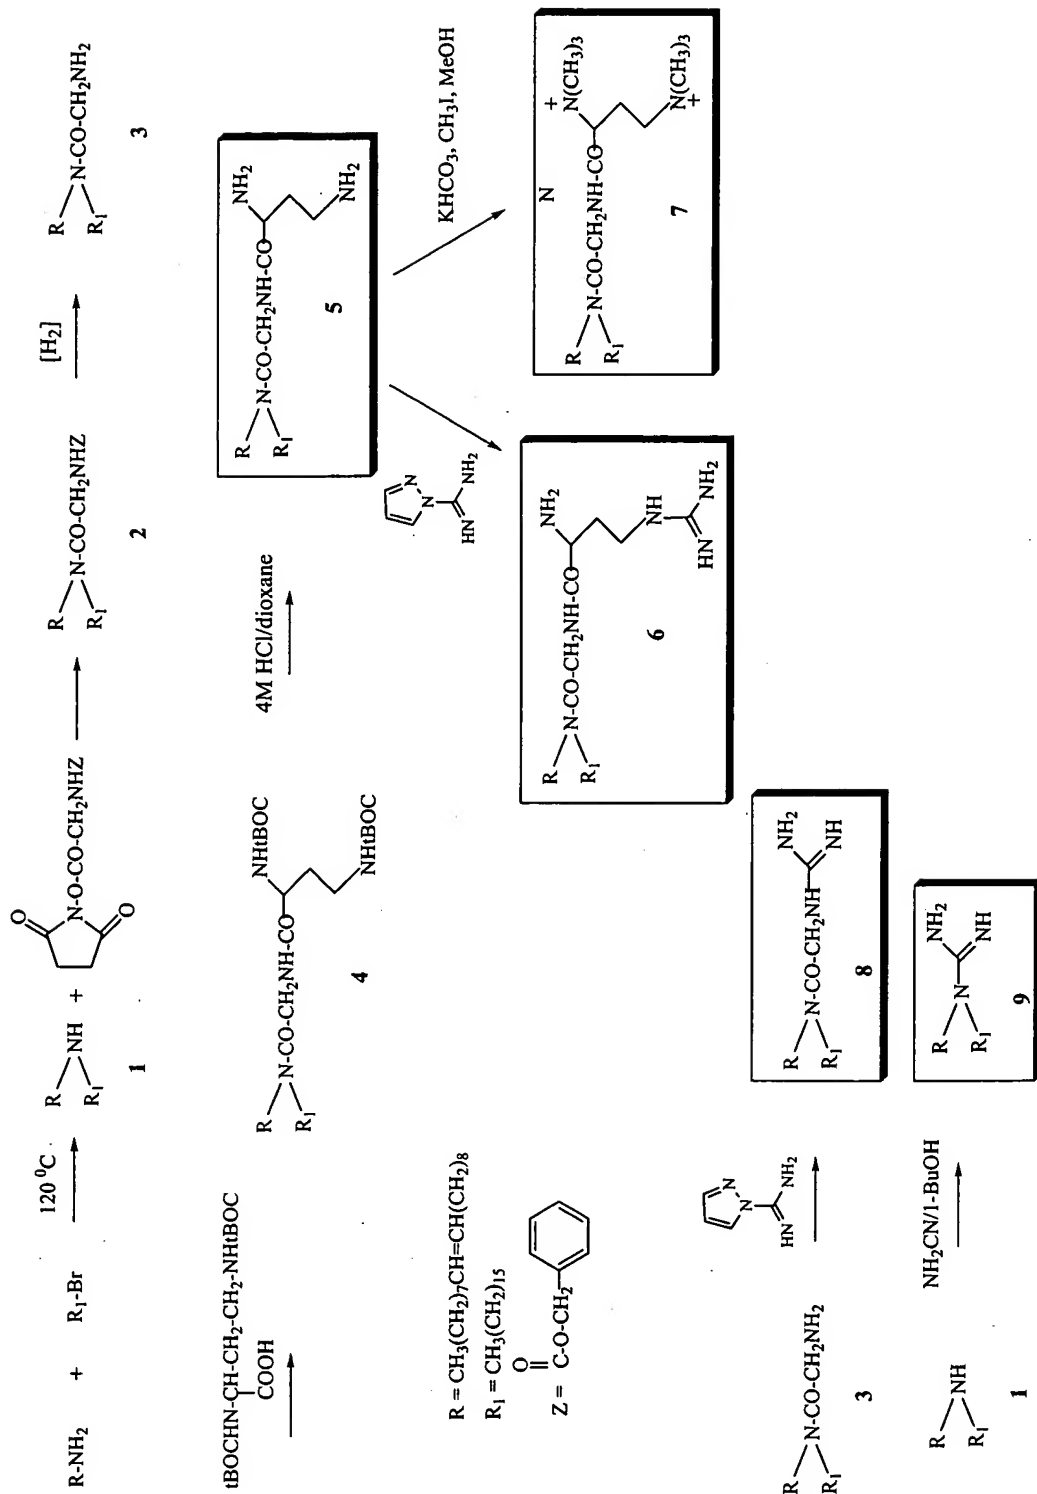 R-NH2 + R1-Br 120 ⁰C R R1 NH + O O N-O-CO-CH2NHZ R R1 N-CO-CH2NHZ [H2] R R1 N-CO-CH2NH2
1 2 3
tBOCHN-CH-CH2-CH2-NHtBOC
COOH
R R1 N-CO-CH2NH-CO NHtBOC NHtBOC
4
4M HCl/dioxane
R R1 N-CO-CH2NH-CO NH2 NH2
5
R = CH3(CH2)7CH=CH(CH2)8
R1 = CH3(CH2)15
Z = O C-O-CH2
N N HN NH2
KHCO3, CH3I, MeOH
R R1 N-CO-CH2NH-CO NH2 NH HN NH2
6
N
R R1 N-CO-CH2NH-CO + N(CH3)3 N(CH3)3 +
7
R R1 N-CO-CH2NH2
3
N N HN NH2
R R1 N-CO-CH2NH NH2 NH
8
R R1 NH
1
NH2CN/1-BuOH
R R1 N NH2 NH
9